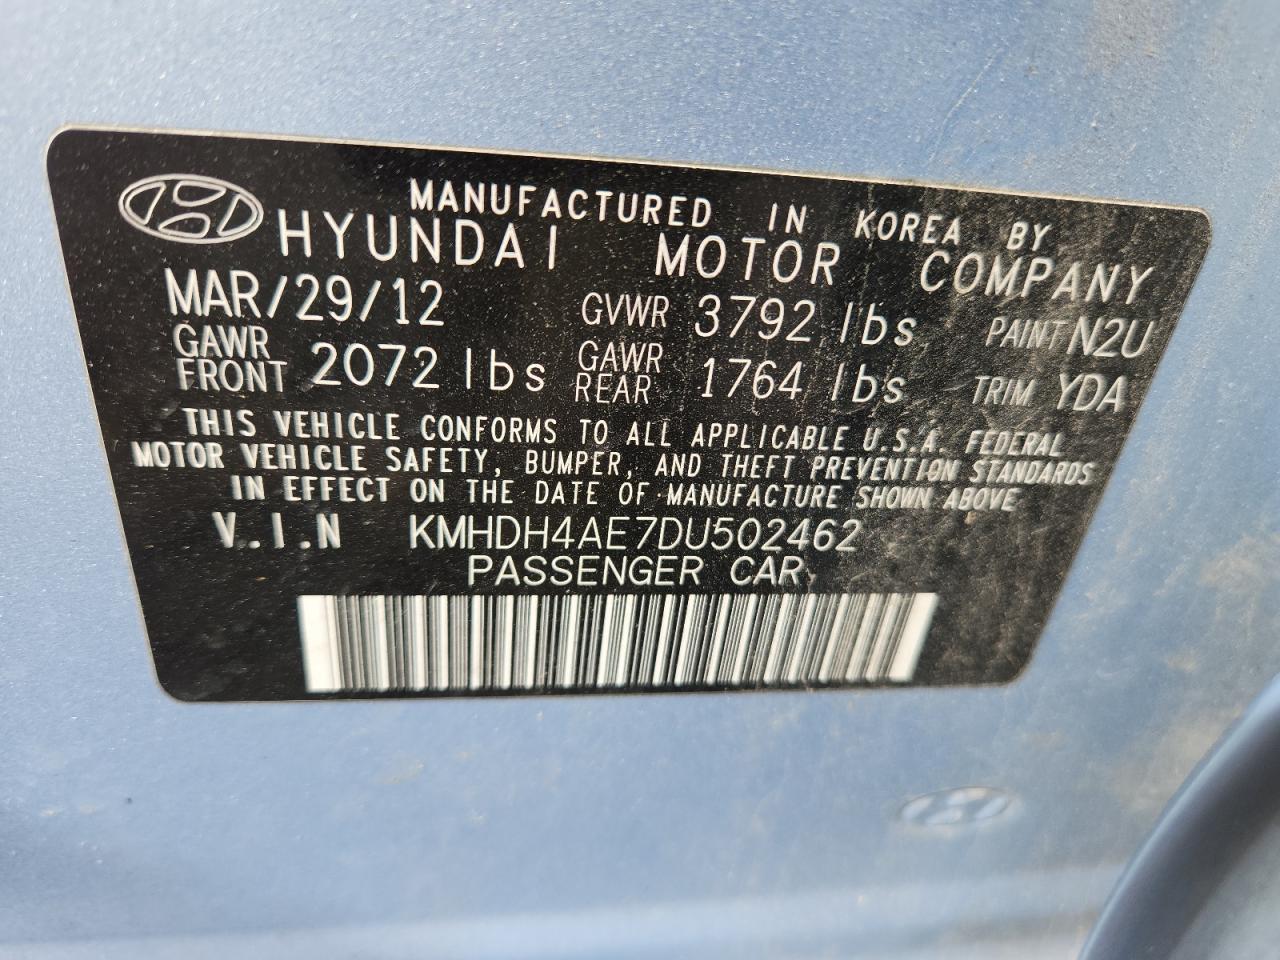 MANUFACTURED IN KOREA BY
HYUNDAI MOTOR COMPANY
MAR/29/12 GVWR 3792 lbs PAINT N2U
GAWR FRONT 2072 lbs GAWR REAR 1764 lbs TRIM YDA
THIS VEHICLE CONFORMS TO ALL APPLICABLE U.S.A. FEDERAL
MOTOR VEHICLE SAFETY, BUMPER, AND THEFT PREVENTION STANDARDS
IN EFFECT ON THE DATE OF MANUFACTURE SHOWN ABOVE
V.I.N KMHDH4AE7DU502462
PASSENGER CAR